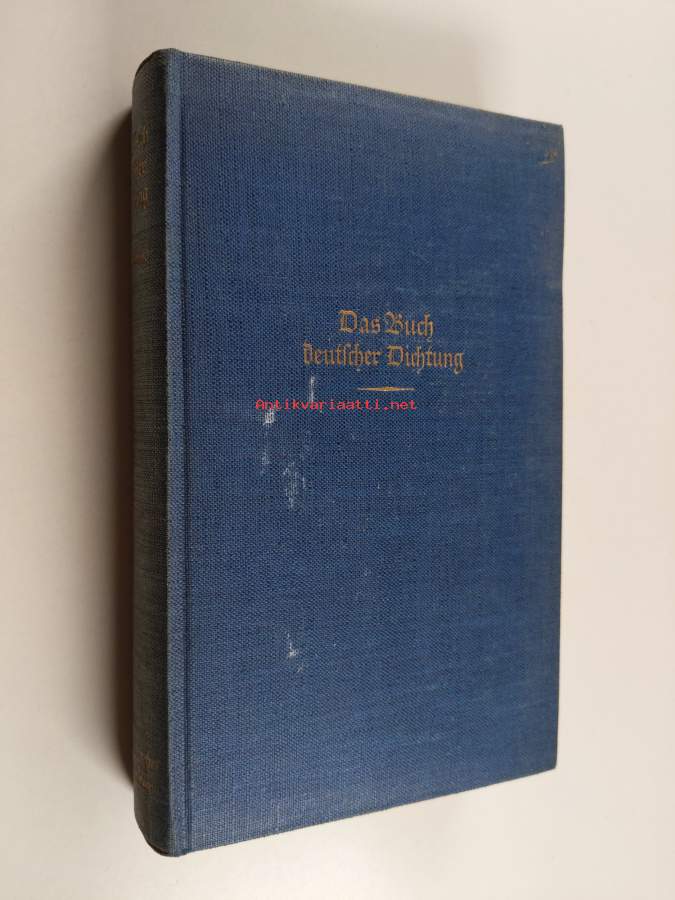 Das Buch
deutscher Dichtung
Antikvariaatti.net